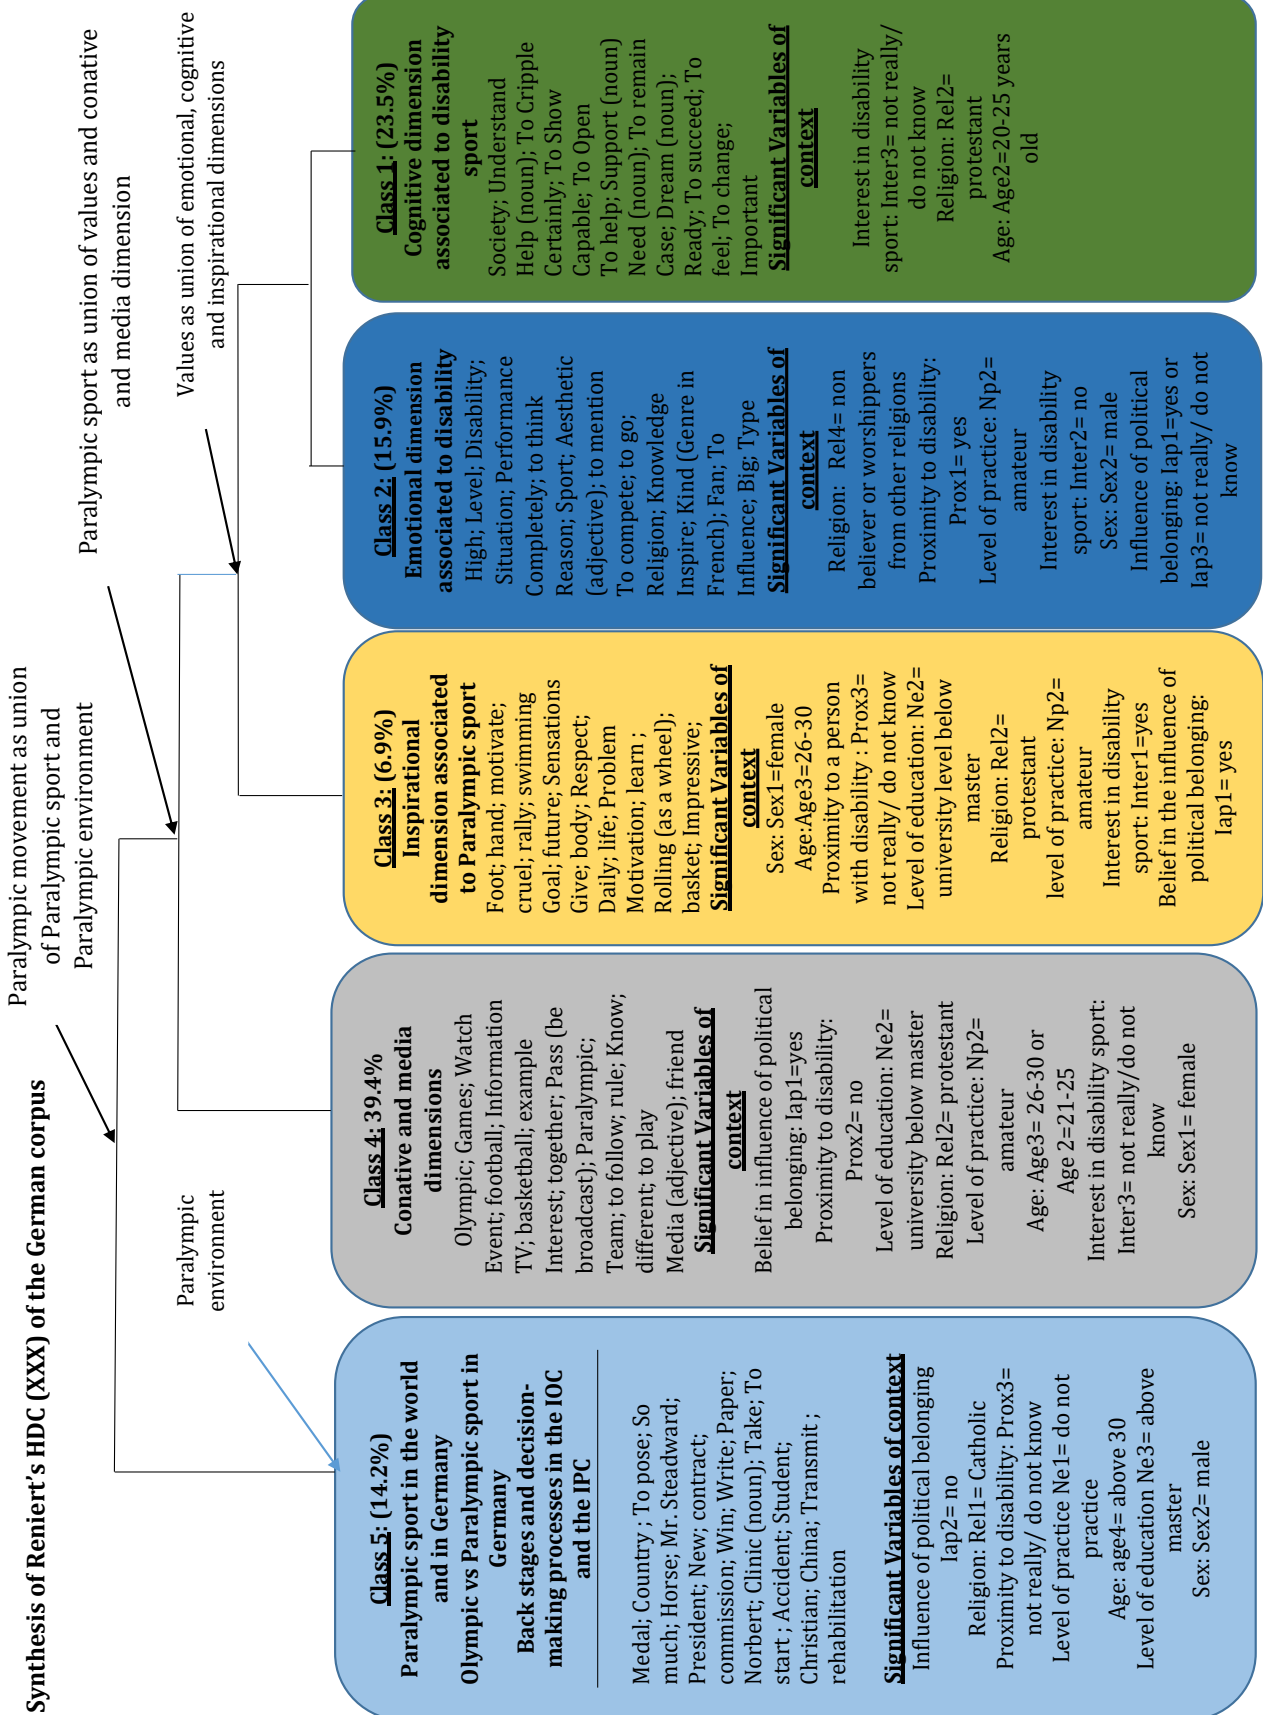 Synthesis of Reniert's HDC (XXX) of the German corpus
Paralympic movement as union
of Paralympic sport and
Paralympic environment
Paralympic sport as union of values and conative
and media dimension
Values as union of emotional, cognitive
and inspirational dimensions
Paralympic
environment
Class 5: (14.2%)
Paralympic sport in the world
and in Germany
Olympic vs Paralympic sport in
Germany
Back stages and decision-
making processes in the IOC
and the IPC
Medal; Country ; To pose; So
much; Horse; Mr. Steadward;
President; New; contract;
commission; Win; Write; Paper;
Norbert; Clinic (noun); Take; To
start ; Accident; Student;
Christian; China; Transmit ;
rehabilitation
Significant Variables of context
Influence of political belonging
Iap2= no
Religion: Rel1= Catholic
Proximity to disability: Prox3=
not really/ do not know
Level of practice Ne1= do not
practice
Age: age4= above 30
Level of education Ne3= above
master
Sex: Sex2= male
Class 4: 39.4%
Conative and media
dimensions
Olympic; Games; Watch
Event; football; Information
TV; basketball; example
Interest; together; Pass (be
broadcast); Paralympic;
Team; to follow; rule; Know;
different; to play
Media (adjective); friend
Significant Variables of
context
Belief in influence of political
belonging: Iap1=yes
Proximity to disability:
Prox2= no
Level of education: Ne2=
university below master
Religion: Rel2= protestant
Level of practice: Np2=
amateur
Age: Age3= 26-30 or
Age 2=21-25
Interest in disability sport:
Inter3= not really/do not
know
Sex: Sex1= female
Class 3: (6.9%)
Inspirational
dimension associated
to Paralympic sport
Foot; hand; motivate;
cruel; rally; swimming
Goal; future; Sensations
Give; body; Respect;
Daily; life; Problem
Motivation; learn ;
Rolling (as a wheel);
basket; Impressive;
Significant Variables of
context
Sex: Sex1=female
Age:Age3=26-30
Proximity to a person
with disability : Prox3=
not really/ do not know
Level of education: Ne2=
university level below
master
Religion: Rel2=
protestant
level of practice: Np2=
amateur
Interest in disability
sport: Inter1=yes
Belief in the influence of
political belonging:
Iap1= yes
Class 2: (15.9%)
Emotional dimension
associated to disability
High; Level; Disability;
Situation; Performance
Completely; to think
Reason; Sport; Aesthetic
(adjective); to mention
To compete; to go;
Religion; Knowledge
Inspire; Kind (Genre in
French); Fan; To
Influence; Big; Type
Significant Variables of
context
Religion: Rel4= non
believer or worshippers
from other religions
Proximity to disability:
Prox1= yes
Level of practice: Np2=
amateur
Interest in disability
sport: Inter2= no
Sex: Sex2= male
Influence of political
belonging: Iap1=yes or
Iap3= not really/ do not
know
Class 1: (23.5%)
Cognitive dimension
associated to disability
sport
Society; Understand
Help (noun); To Cripple
Certainly; To Show
Capable; To Open
To help; Support (noun)
Need (noun); To remain
Case; Dream (noun);
Ready; To succeed; To
feel; To change;
Important
Significant Variables of
context
Interest in disability
sport: Inter3= not really/
do not know
Religion: Rel2=
protestant
Age: Age2=20-25 years
old